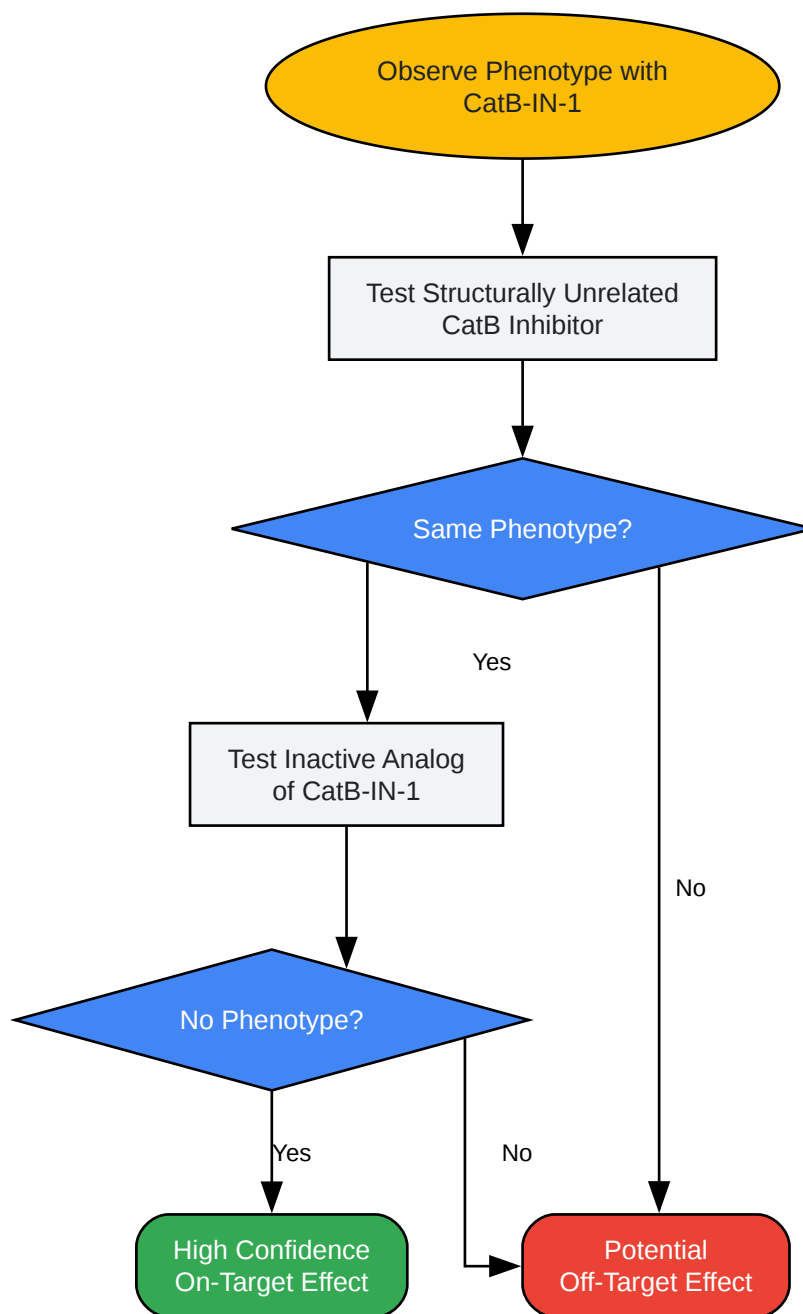 Observe Phenotype with
CatB-IN-1
Test Structurally Unrelated
CatB Inhibitor
Same Phenotype?
Yes
Test Inactive Analog
of CatB-IN-1
No
No Phenotype?
Yes
No
High Confidence
On-Target Effect
Potential
Off-Target Effect